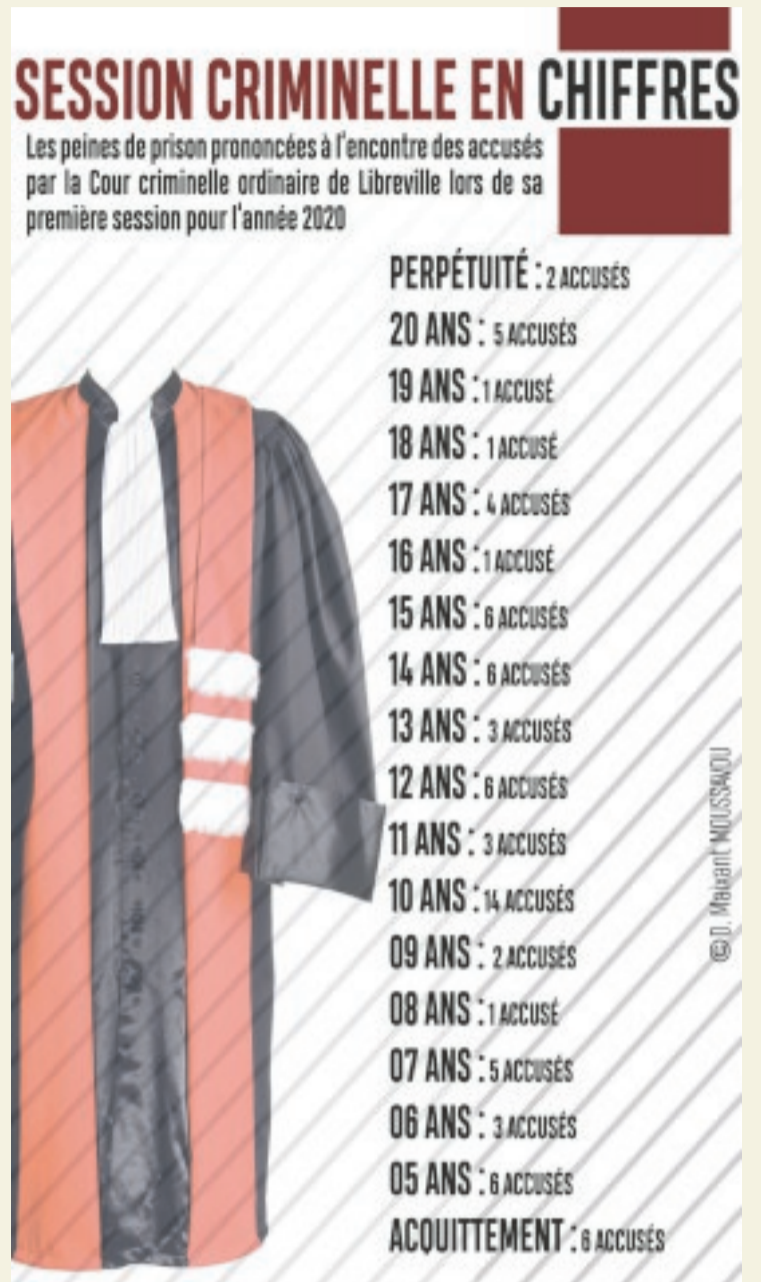 SESSION CRIMINELLE EN CHIFFRES
Les peines de prison prononcées à l'encontre des accusés
par la Cour criminelle ordinaire de Libreville lors de sa
première session pour l'année 2020
PERPÉTUITÉ : 2 ACCUSÉS
20 ANS : 5 ACCUSÉS
19 ANS : 1 ACCUSÉ
18 ANS : 1 ACCUSÉ
17 ANS : 4 ACCUSÉS
16 ANS : 1 ACCUSÉ
15 ANS : 6 ACCUSÉS
14 ANS : 6 ACCUSÉS
13 ANS : 3 ACCUSÉS
12 ANS : 6 ACCUSÉS
11 ANS : 3 ACCUSÉS
10 ANS : 14 ACCUSÉS
09 ANS : 2 ACCUSÉS
08 ANS : 1 ACCUSÉ
07 ANS : 5 ACCUSÉS
06 ANS : 3 ACCUSÉS
05 ANS : 6 ACCUSÉS
ACQUITTEMENT : 6 ACCUSÉS
© D. Maixant MOUSSAVOU